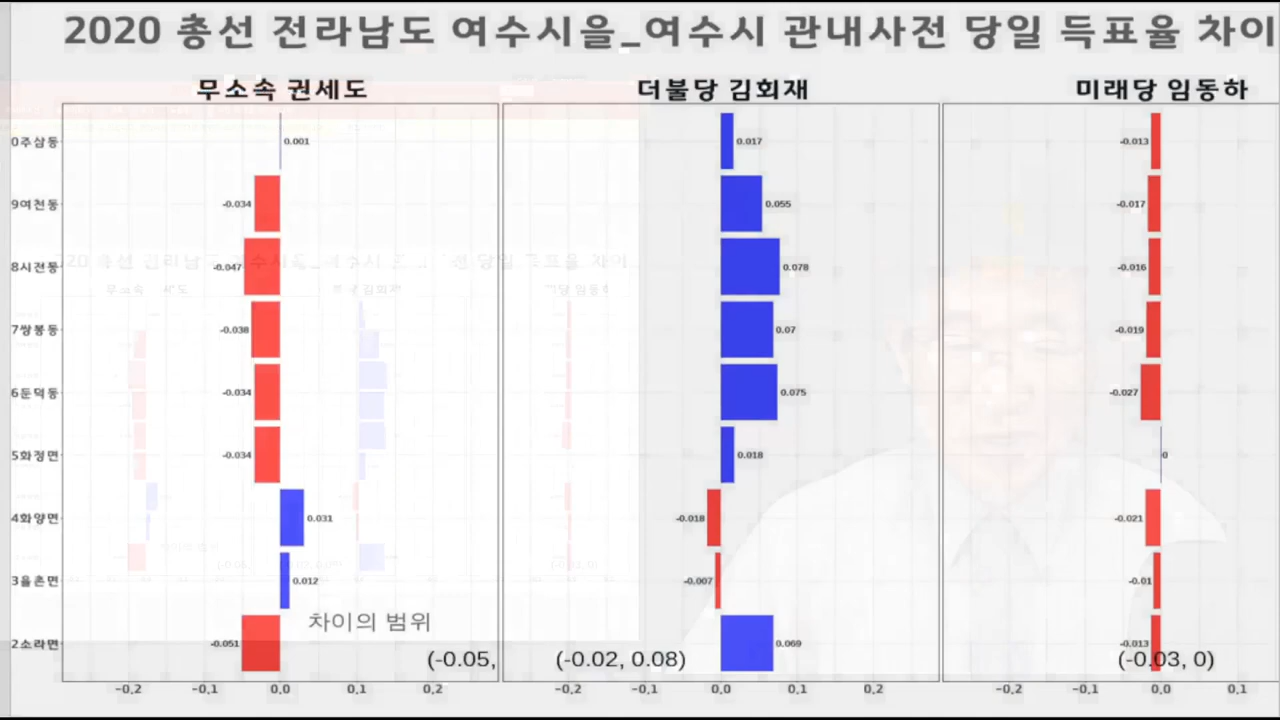 2020 총선 전라남도 여수시을_여수시 관내사전 당일 득표율 차이
무소속 권세도
더불당 김회재
미래당 임동하
0주삼동
0.001
0.017
-0.013
9여천동
-0.034
0.055
-0.017
8시전동
-0.047
0.078
-0.016
7쌍봉동
-0.038
0.07
-0.019
6둔덕동
-0.034
0.075
-0.027
5화정면
-0.034
0.018
0
4화양면
0.031
-0.018
-0.021
3율촌면
0.012
-0.007
-0.01
차이의 범위
2소라면
-0.051
0.069
-0.013
(-0.05,
(-0.02, 0.08)
(-0.03, 0)
-0.2 -0.1 0.0 0.1 0.2
-0.2 -0.1 0.0 0.1 0.2
-0.2 -0.1 0.0 0.1